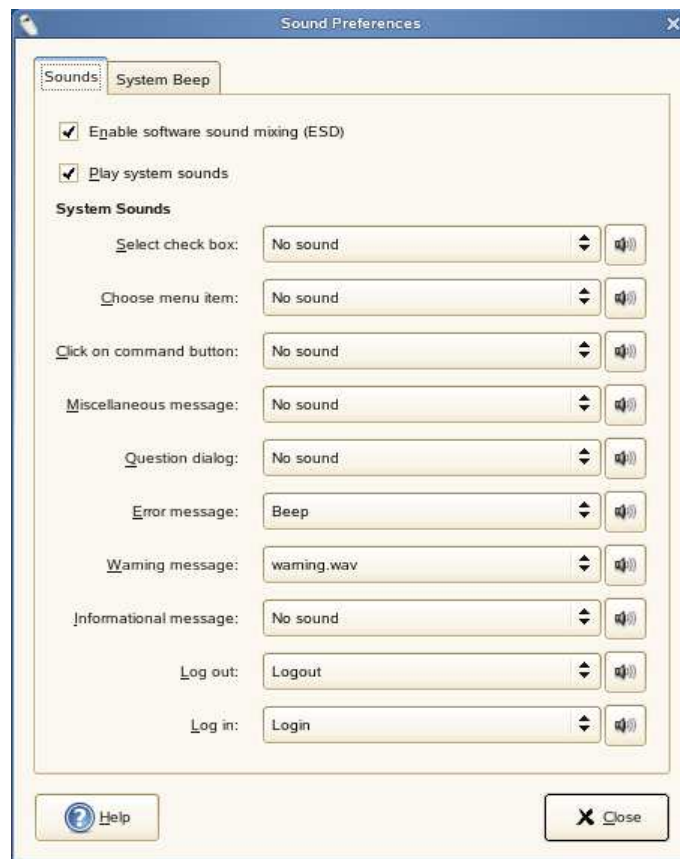 Sound Preferences
Sounds
System Beep
Enable software sound mixing (ESD)
Play system sounds
System Sounds
Select check box: No sound
Choose menu item: No sound
Click on command button: No sound
Miscellaneous message: No sound
Question dialog: No sound
Error message: Beep
Warning message: warning.wav
Informational message: No sound
Log out: Logout
Log in: Login
Help
Close